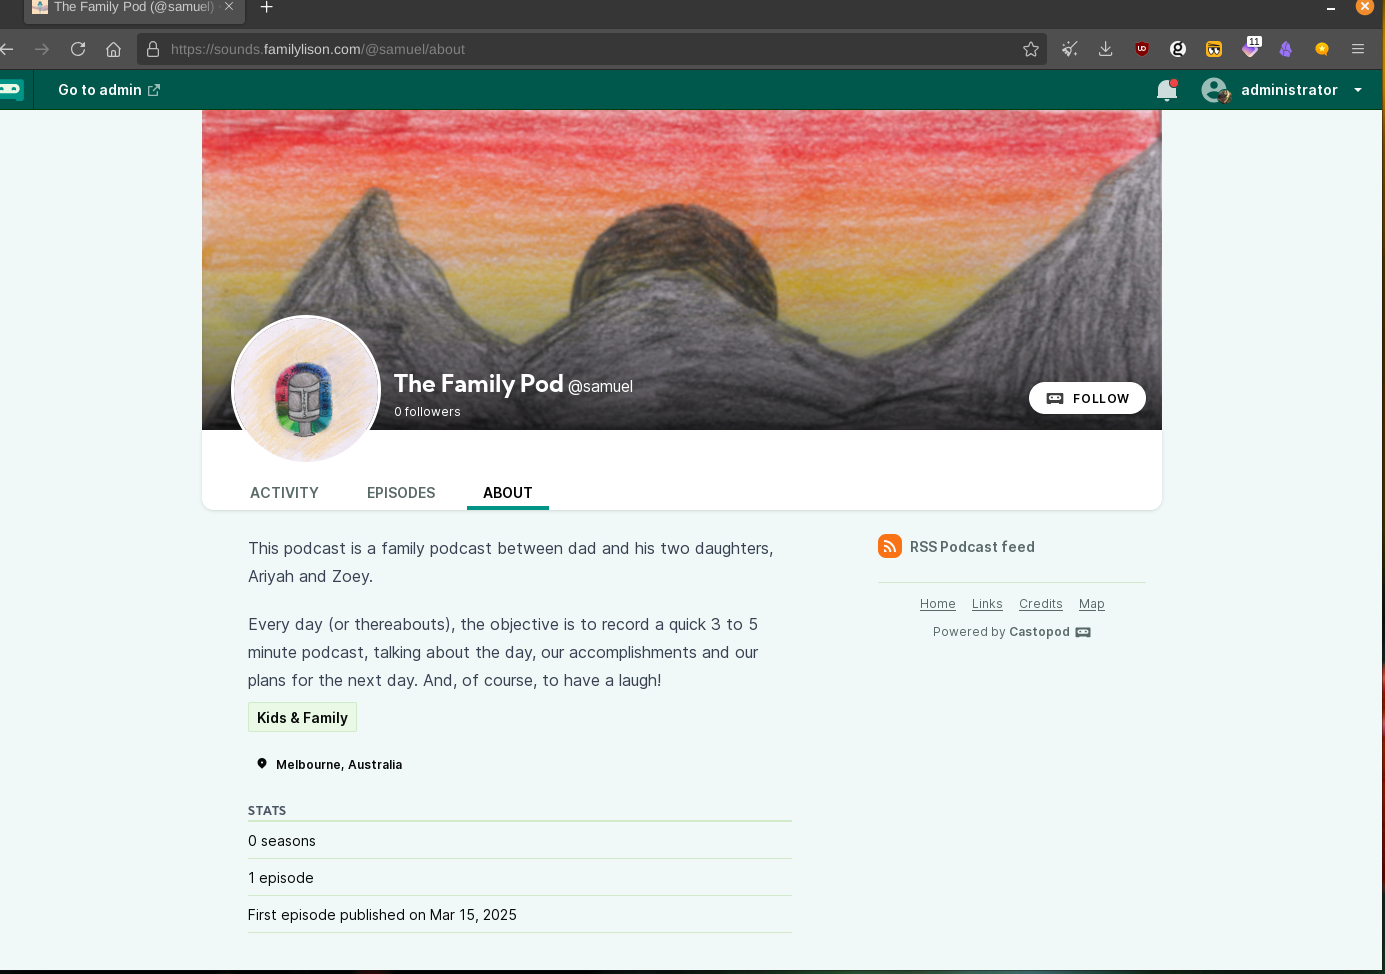 The Family Pod (@samuel)
https://sounds.familylison.com/@samuel/about
11
Go to admin
administrator
The Family Pod @samuel
0 followers
FOLLOW
ACTIVITY
EPISODES
ABOUT
This podcast is a family podcast between dad and his two daughters,
Ariyah and Zoey.
Every day (or thereabouts), the objective is to record a quick 3 to 5
minute podcast, talking about the day, our accomplishments and our
plans for the next day. And, of course, to have a laugh!
Kids & Family
Melbourne, Australia
STATS
0 seasons
1 episode
First episode published on Mar 15, 2025
RSS Podcast feed
Home Links Credits Map
Powered by Castopod